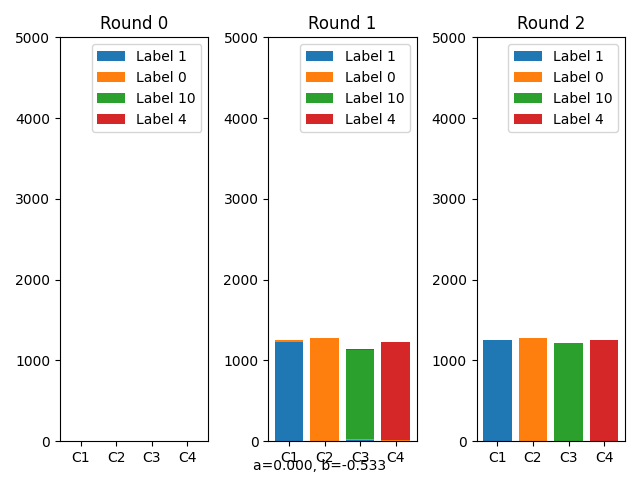 Round 0
5000
4000
3000
2000
1000
0
C1 C2 C3 C4
Label 1
Label 0
Label 10
Label 4
Round 1
5000
4000
3000
2000
1000
0
C1 C2 C3 C4
Label 1
Label 0
Label 10
Label 4
Round 2
5000
4000
3000
2000
1000
0
C1 C2 C3 C4
Label 1
Label 0
Label 10
Label 4
a=0.000, b=-0.533